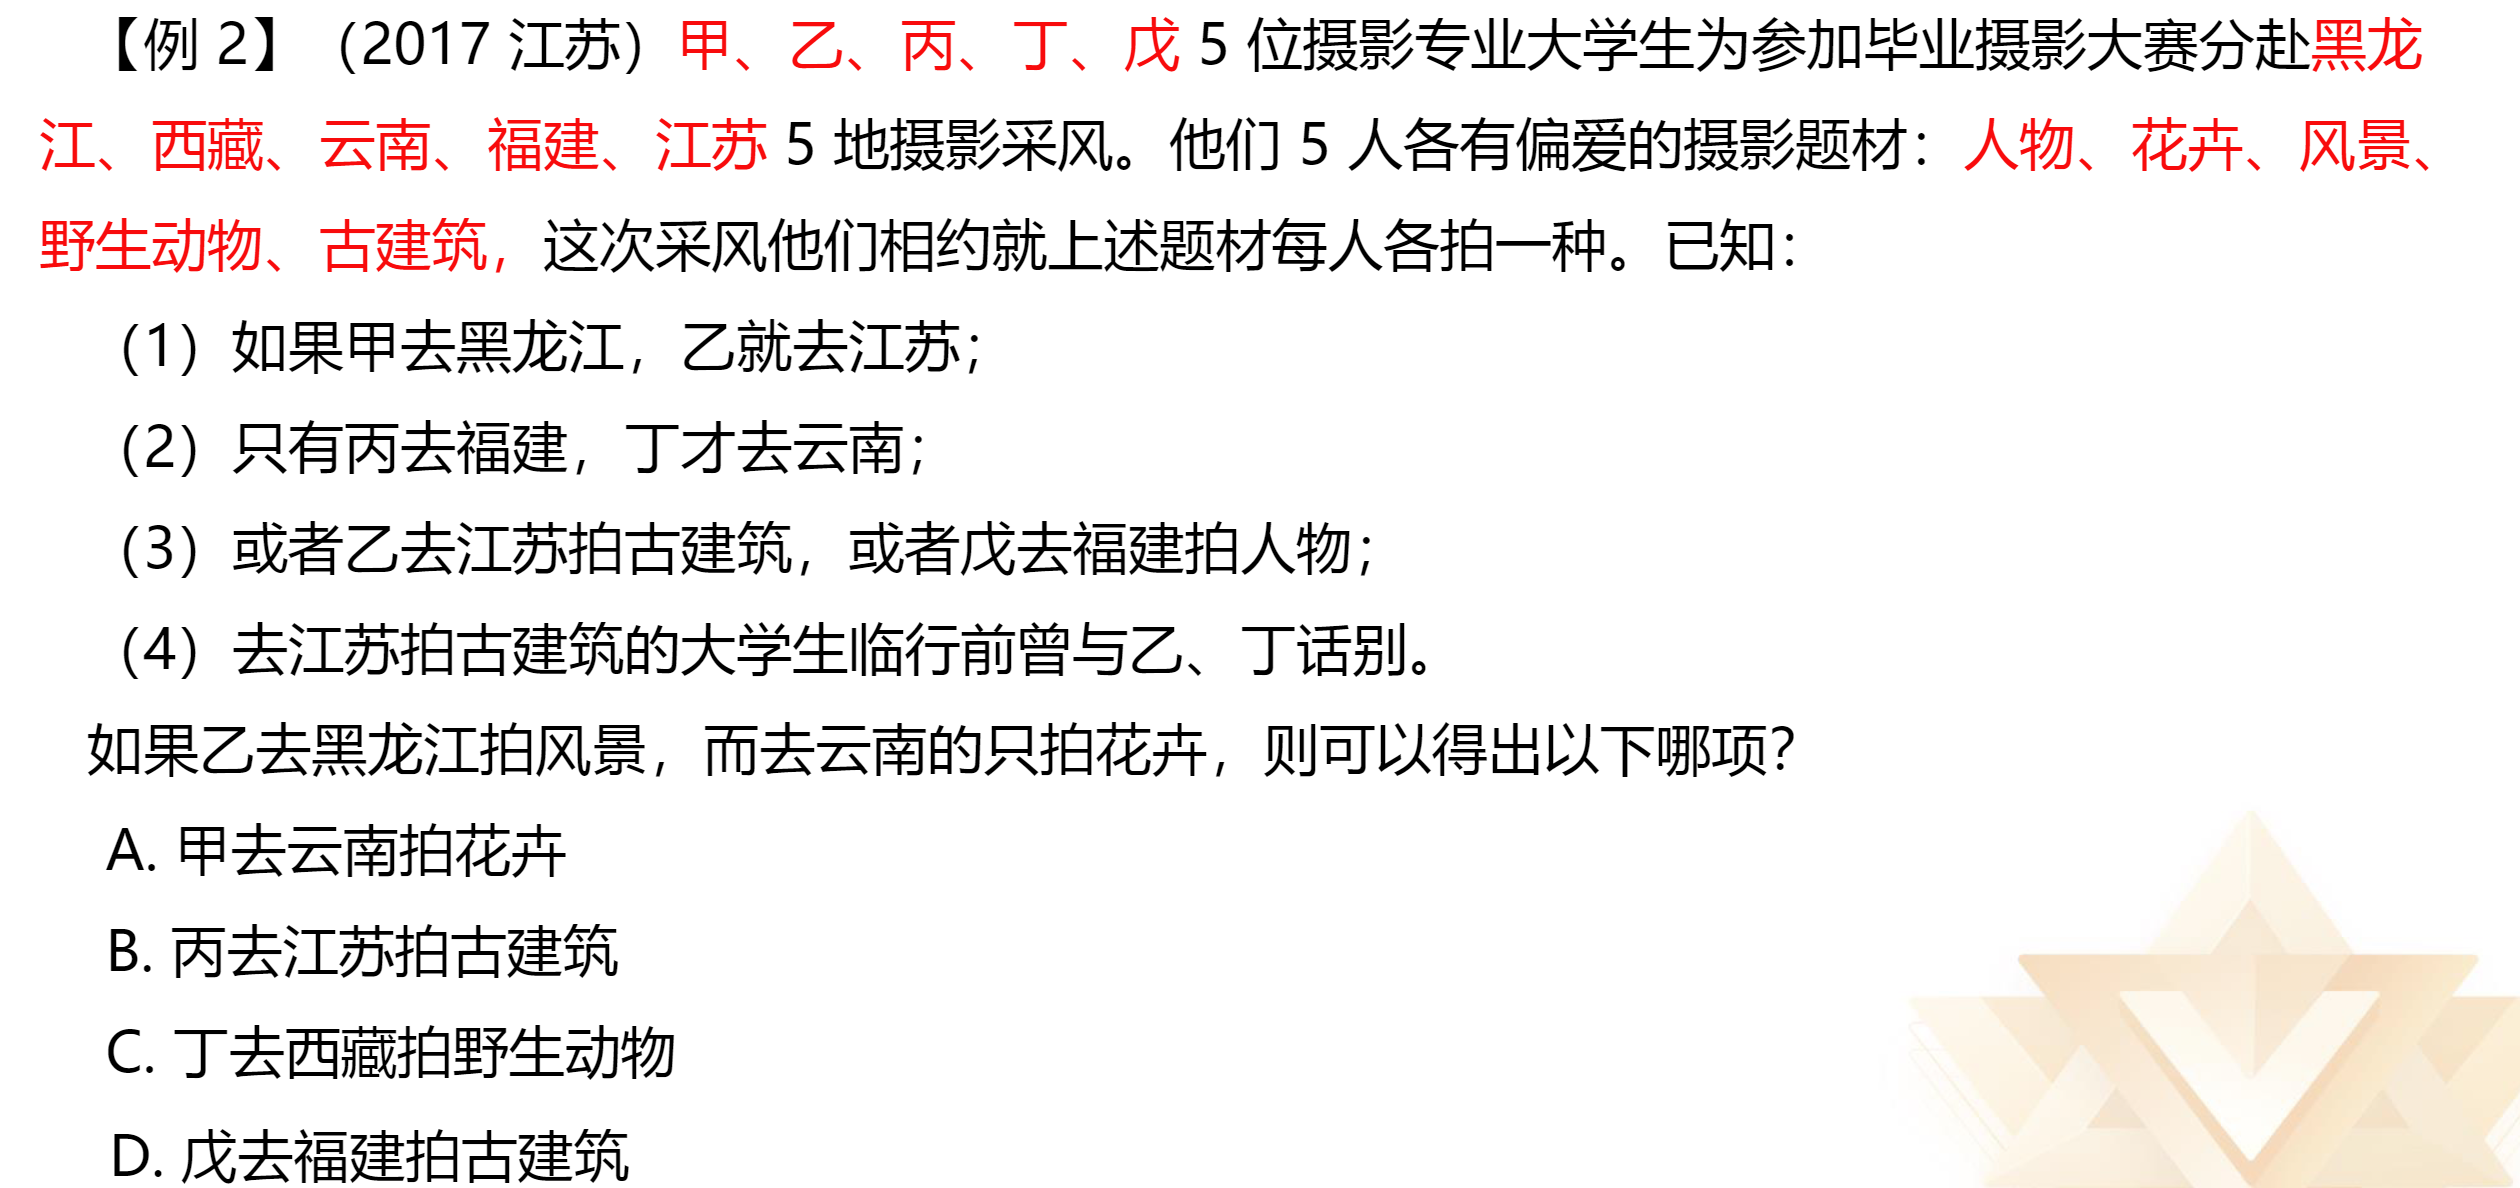 【例 2】（2017 江苏）甲、乙、丙、丁、戊 5 位摄影专业大学生为参加毕业摄影大赛分赴黑龙
江、西藏、云南、福建、江苏 5 地摄影采风。他们 5 人各有偏爱的摄影题材：人物、花卉、风景、
野生动物、古建筑，这次采风他们相约就上述题材每人各拍一种。已知：
（1）如果甲去黑龙江，乙就去江苏；
（2）只有丙去福建，丁才去云南；
（3）或者乙去江苏拍古建筑，或者戊去福建拍人物；
（4）去江苏拍古建筑的大学生临行前曾与乙、丁话别。
如果乙去黑龙江拍风景，而去云南的只拍花卉，则可以得出以下哪项？
A. 甲去云南拍花卉
B. 丙去江苏拍古建筑
C. 丁去西藏拍野生动物
D. 戊去福建拍古建筑